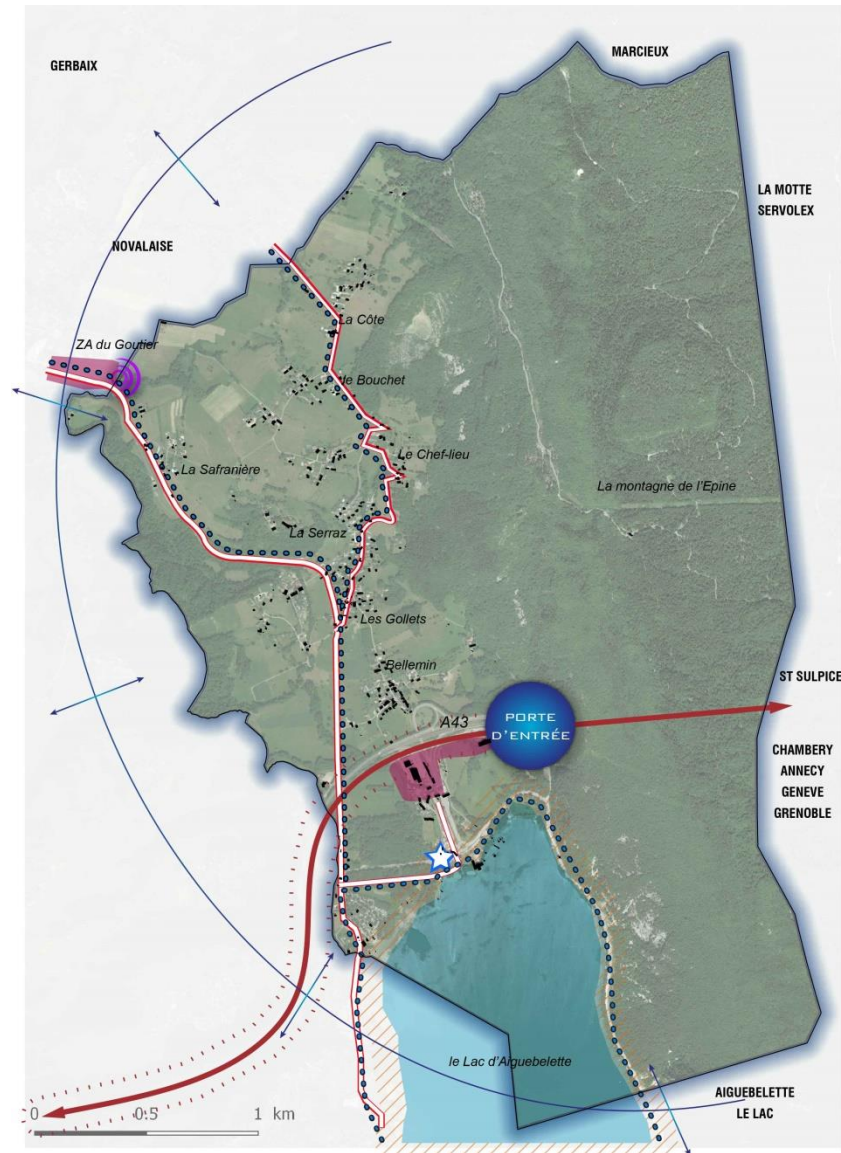 GERBAIX
MARCIEUX
LA MOTTE
SERVOLEX
NOVALAISE
La Côte
ZA du Goutier
le Bouchet
Le Chef-lieu
La Safranière
La montagne de l'Epine
La Serraz
Les Gollets
Bellemin
ST SULPICE
A43
PORTE
D'ENTRÉE
CHAMBERY
ANNECY
GENEVE
GRENOBLE
le Lac d'Aiguebelette
AIGUEBELETTE
LE LAC
0 0.5 1 km